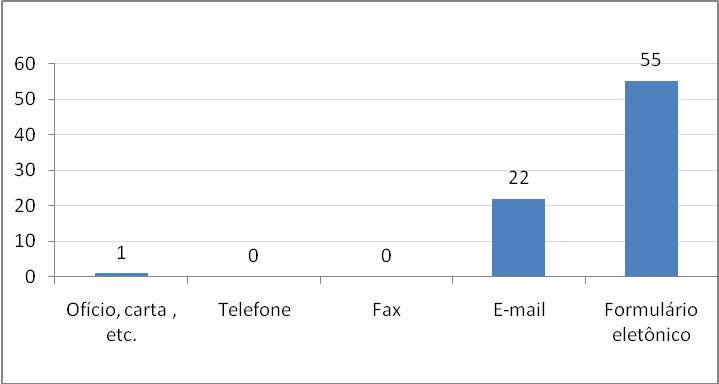 60
50
40
30
20
10
0
1
0
0
22
55
Ofício, carta , etc.
Telefone
Fax
E-mail
Formulário eletônico